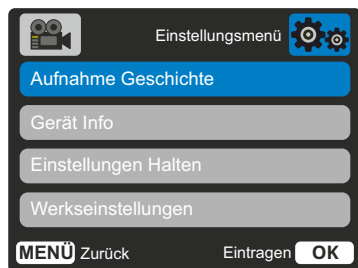 Einstellungsmenü
Aufnahme Geschichte
Gerät Info
Einstellungen Halten
Werkseinstellungen
MENÜ Zurück Eintragen OK